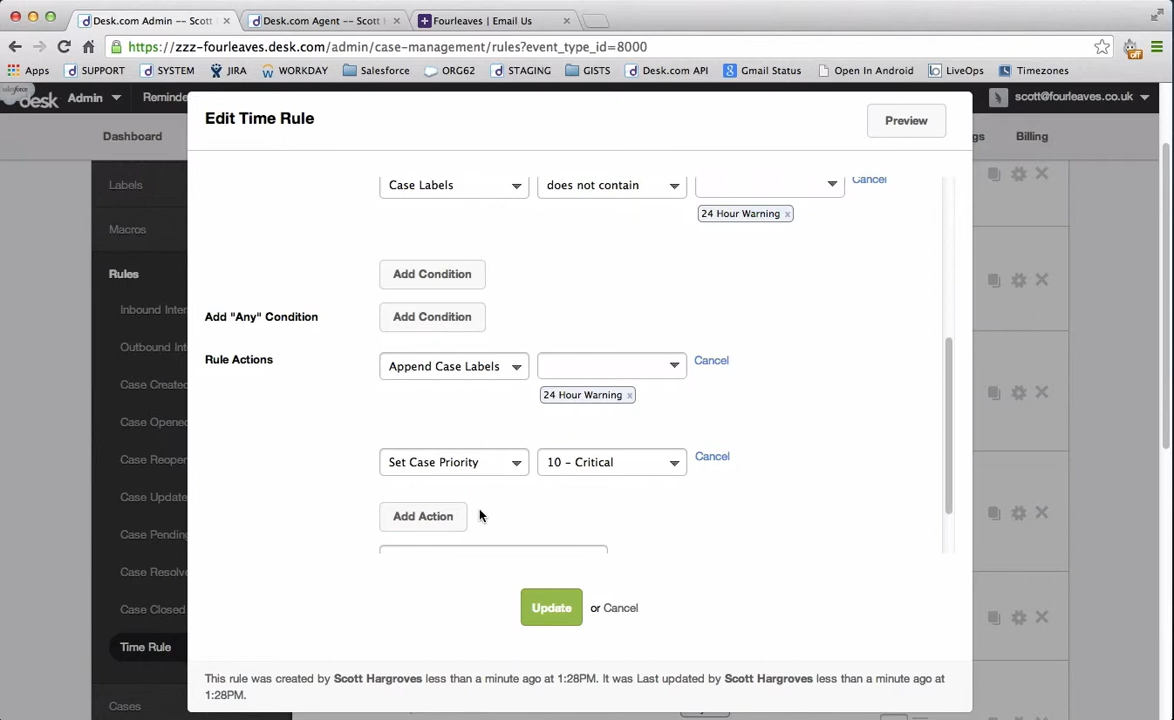 Desk.com Admin -- Scott
Desk.com Agent -- Scott
Fourleaves | Email Us
https://zzz-fourleaves.desk.com/admin/case-management/rules?event_type_id=8000
off
Apps
SUPPORT
SYSTEM
JIRA
WORKDAY
Salesforce
ORG62
STAGING
GISTS
Desk.com API
Gmail Status
Open In Android
LiveOps
Timezones
salesforce
desk
Admin
Reminde
scott@fourleaves.co.uk
Dashboard
gs
Billing
Labels
Macros
Rules
Inbound Inter
Outbound Int
Case Created
Case Opened
Case Reoper
Case Update
Case Pending
Case Resolve
Case Closed
Time Rule
Cases
Edit Time Rule
Preview
Case Labels
does not contain
Cancel
24 Hour Warning x
Add Condition
Add "Any" Condition
Add Condition
Rule Actions
Append Case Labels
Cancel
24 Hour Warning x
Set Case Priority
10 - Critical
Cancel
Add Action
Update
or Cancel
This rule was created by Scott Hargroves less than a minute ago at 1:28PM. It was Last updated by Scott Hargroves less than a minute ago at
1:28PM.